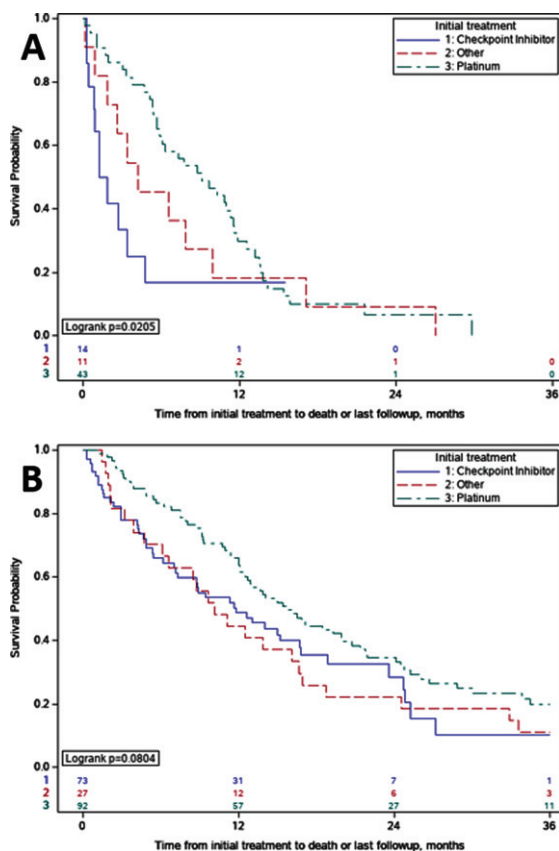 A
Initial treatment
1: Checkpoint Inhibitor
2: Other
3: Platinum
Survival Probability
1.0
0.8
0.6
0.4
0.2
0.0
Logrank p=0.0205
1 14 1 0
2 11 2 1 0
3 43 12 1 0
0 12 24 36
Time from initial treatment to death or last followup, months
B
Initial treatment
1: Checkpoint Inhibitor
2: Other
3: Platinum
Survival Probability
1.0
0.8
0.6
0.4
0.2
0.0
Logrank p=0.0804
1 73 31 7 1
2 27 12 6 3
3 92 57 27 11
0 12 24 36
Time from initial treatment to death or last followup, months